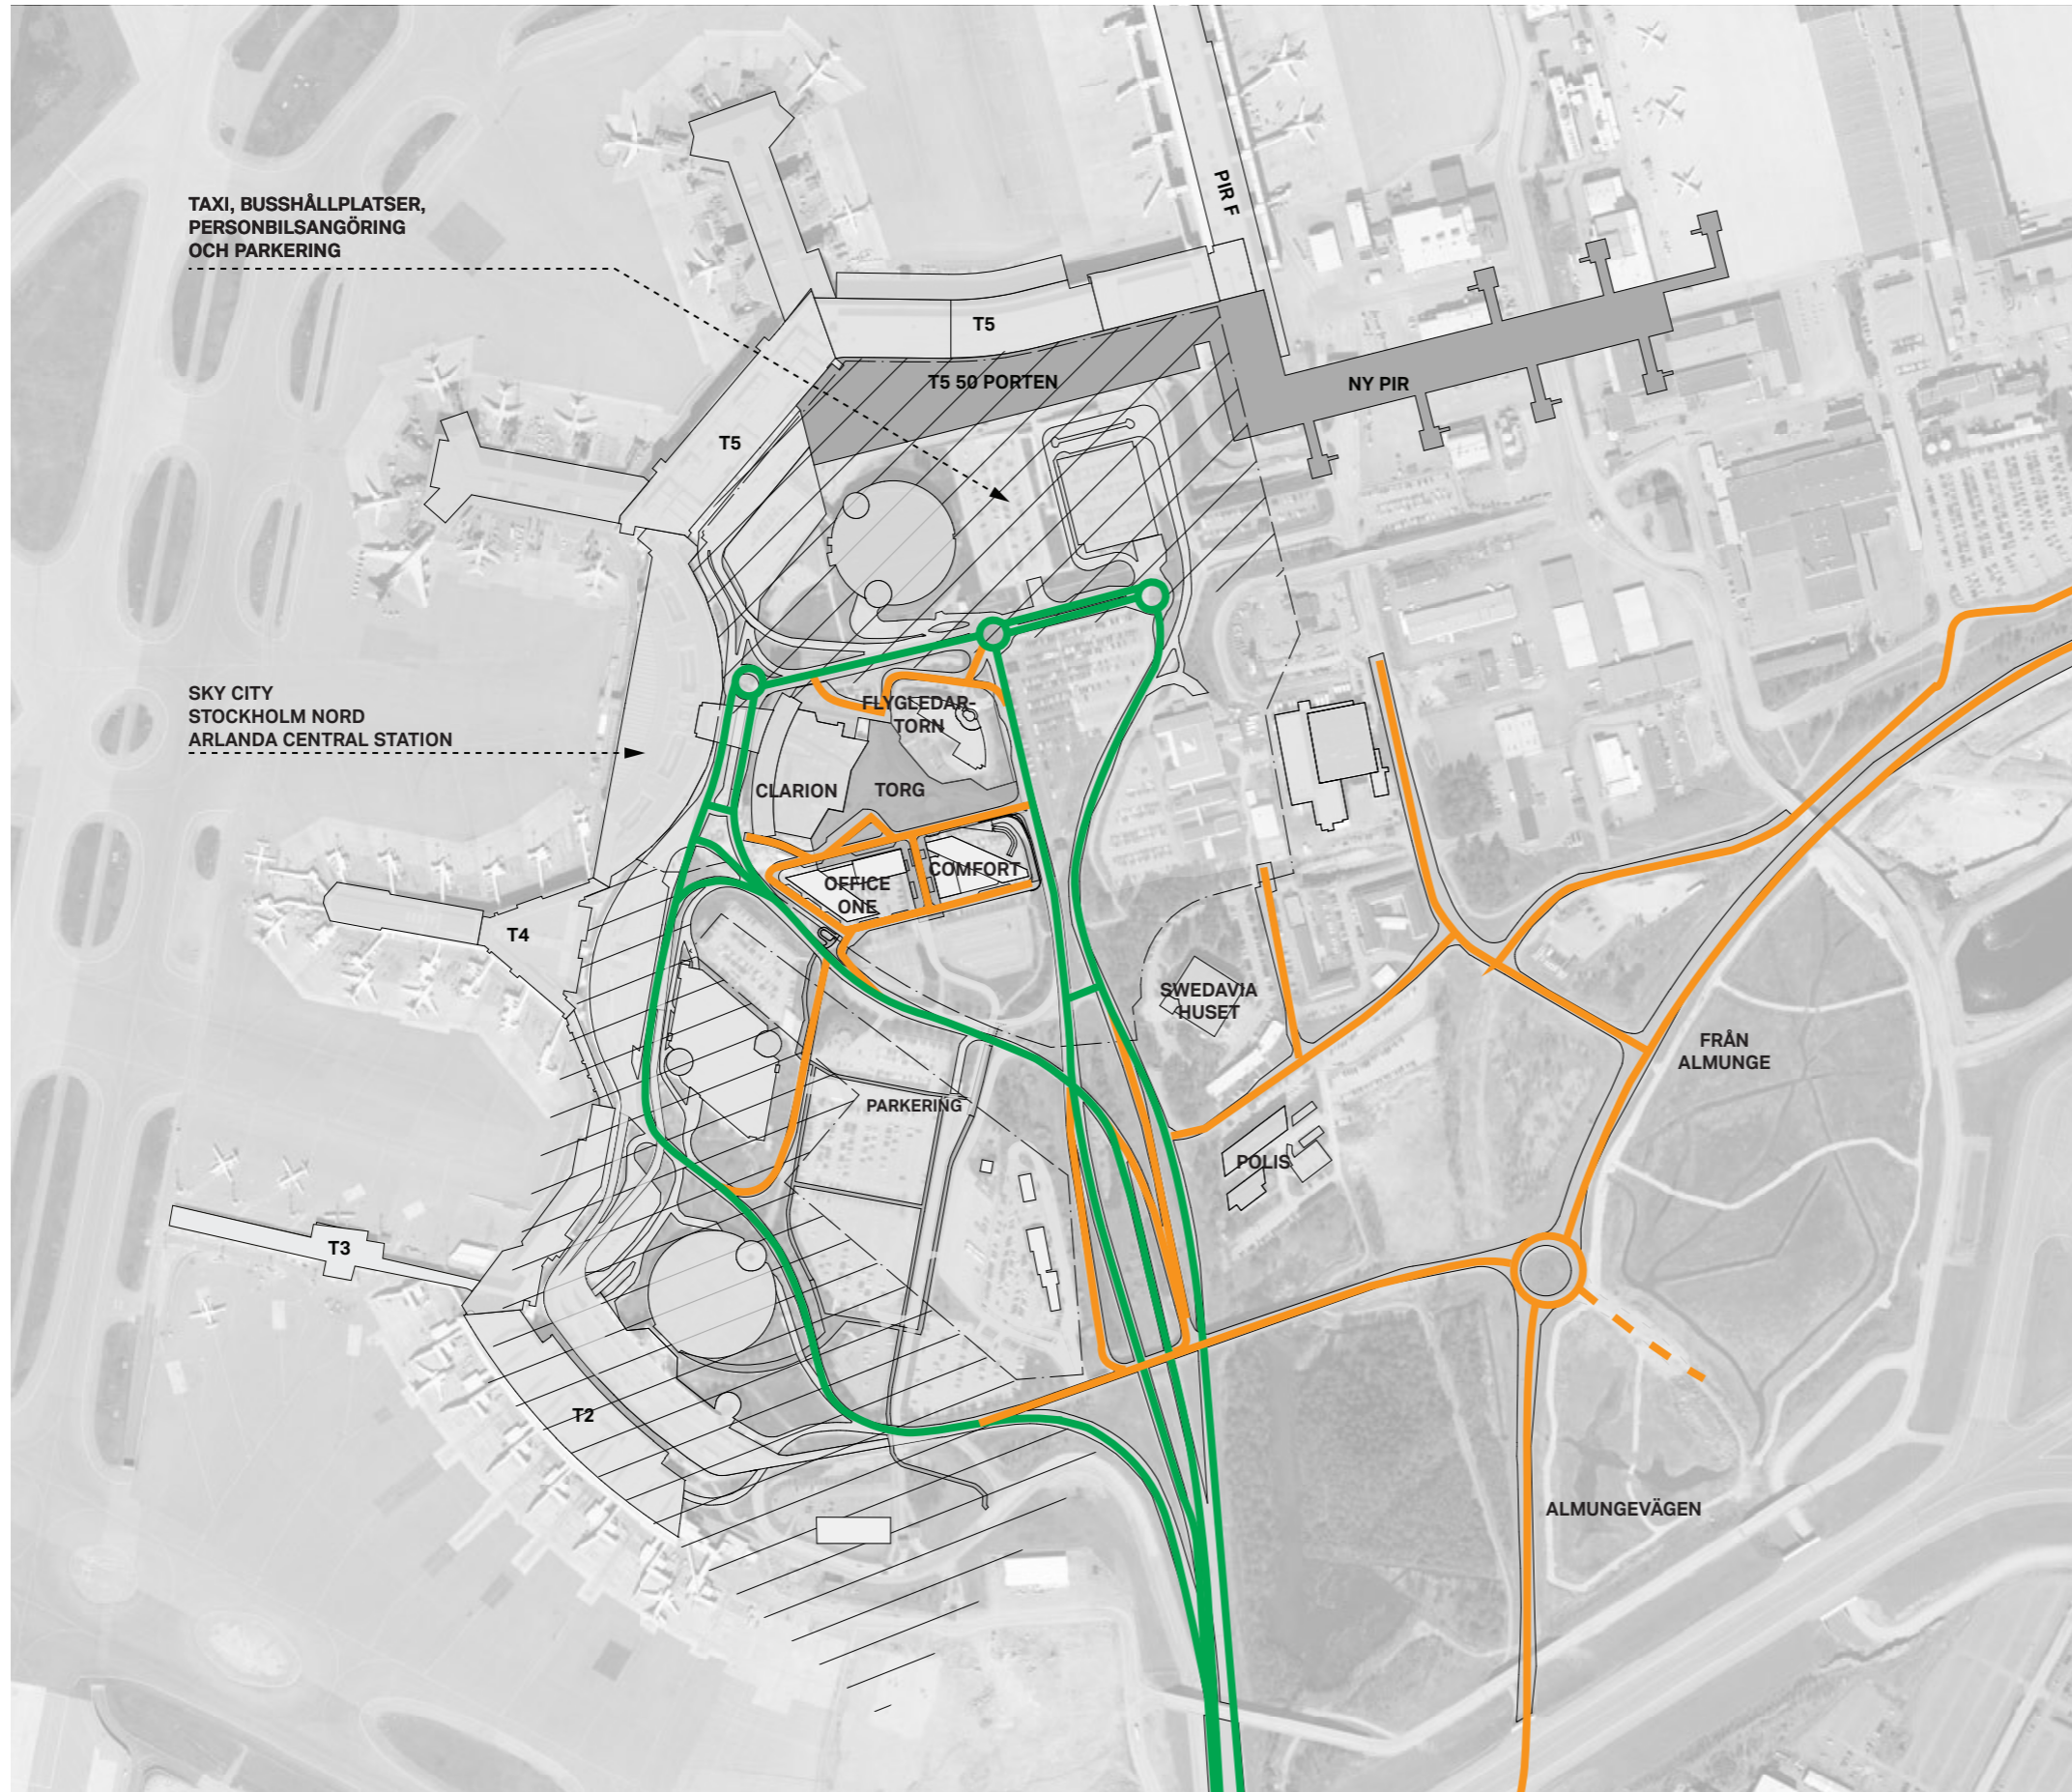 PIR F
TAXI, BUSSHÅLLPLATSER,
PERSONBILSANGÖRING
OCH PARKERING
T5
T5 50 PORTEN
NY PIR
T5
SKY CITY
STOCKHOLM NORD
ARLANDA CENTRAL STATION
FLYGLEDAR-
TORN
CLARION
TORG
COMFORT
OFFICE
ONE
T4
SWEDAVIA
HUSET
FRÅN
ALMUNGE
PARKERING
POLIS
T3
T2
ALMUNGEVÄGEN